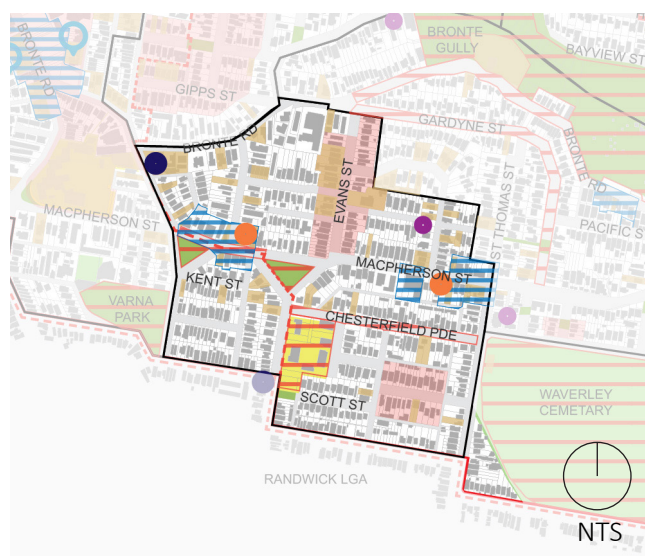 BRONTE RD
BRONTE
GULLY
BAYVIEW ST
GIPPS ST
GARDYNE ST
BRONTE RD
BRONTE RD
EVANS ST
ST THOMAS ST
MACPHERSON ST
PACIFIC S
MACPHERSON ST
KENT ST
VARNA
PARK
CHESTERFIELD PDE
SCOTT ST
WAVERLEY
CEMETARY
RANDWICK LGA
NTS